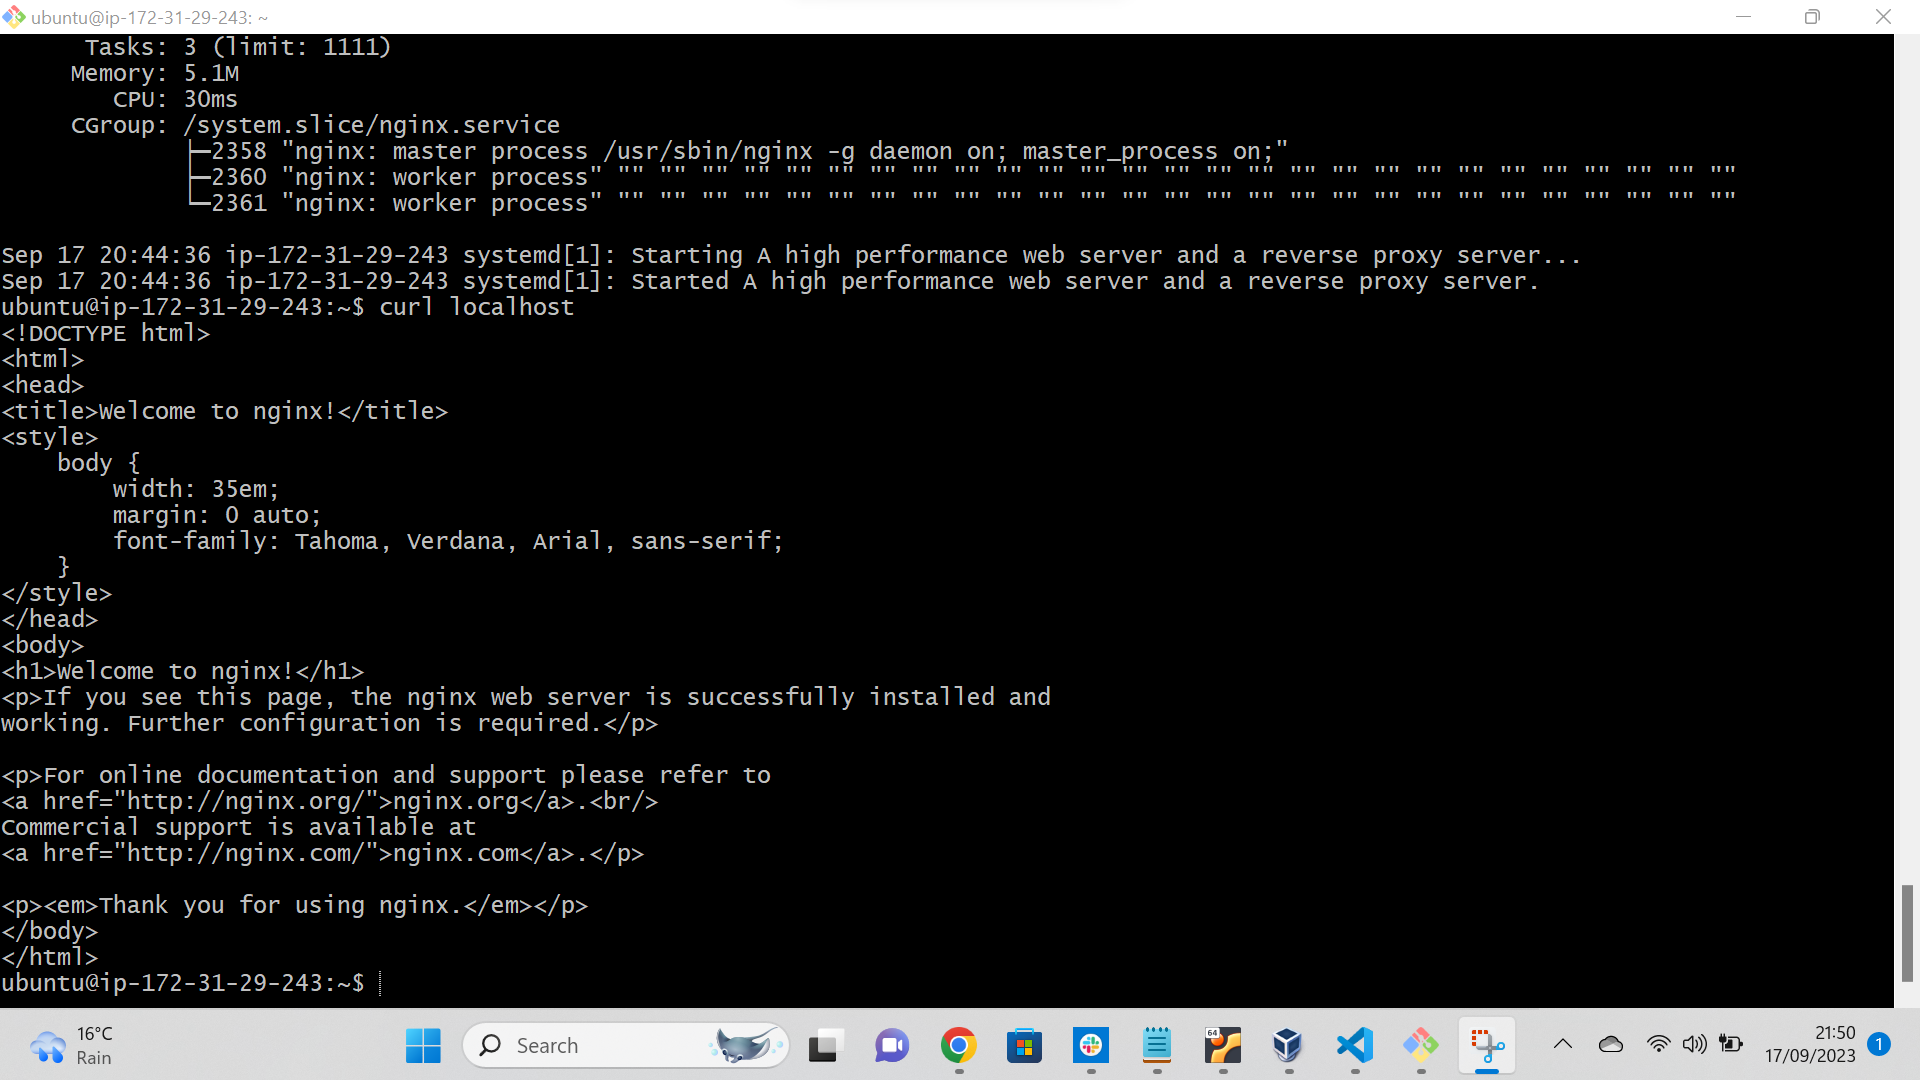 ubuntu@ip-172-31-29-243: ~
      Tasks: 3 (limit: 1111)
     Memory: 5.1M
        CPU: 30ms
     CGroup: /system.slice/nginx.service
             ├─2358 "nginx: master process /usr/sbin/nginx -g daemon on; master_process on;"
             ├─2360 "nginx: worker process" "" "" "" "" "" "" "" "" "" "" "" "" "" "" "" "" "" "" "" "" "" "" "" "" "" "" ""
             └─2361 "nginx: worker process" "" "" "" "" "" "" "" "" "" "" "" "" "" "" "" "" "" "" "" "" "" "" "" "" "" "" ""

Sep 17 20:44:36 ip-172-31-29-243 systemd[1]: Starting A high performance web server and a reverse proxy server...
Sep 17 20:44:36 ip-172-31-29-243 systemd[1]: Started A high performance web server and a reverse proxy server.
ubuntu@ip-172-31-29-243:~$ curl localhost
<!DOCTYPE html>
<html>
<head>
<title>Welcome to nginx!</title>
<style>
    body {
        width: 35em;
        margin: 0 auto;
        font-family: Tahoma, Verdana, Arial, sans-serif;
    }
</style>
</head>
<body>
<h1>Welcome to nginx!</h1>
<p>If you see this page, the nginx web server is successfully installed and
working. Further configuration is required.</p>

<p>For online documentation and support please refer to
<a href="http://nginx.org/">nginx.org</a>.<br/>
Commercial support is available at
<a href="http://nginx.com/">nginx.com</a>.</p>

<p><em>Thank you for using nginx.</em></p>
</body>
</html>
ubuntu@ip-172-31-29-243:~$
16°C
Rain
Search
64
21:50
17/09/2023
1